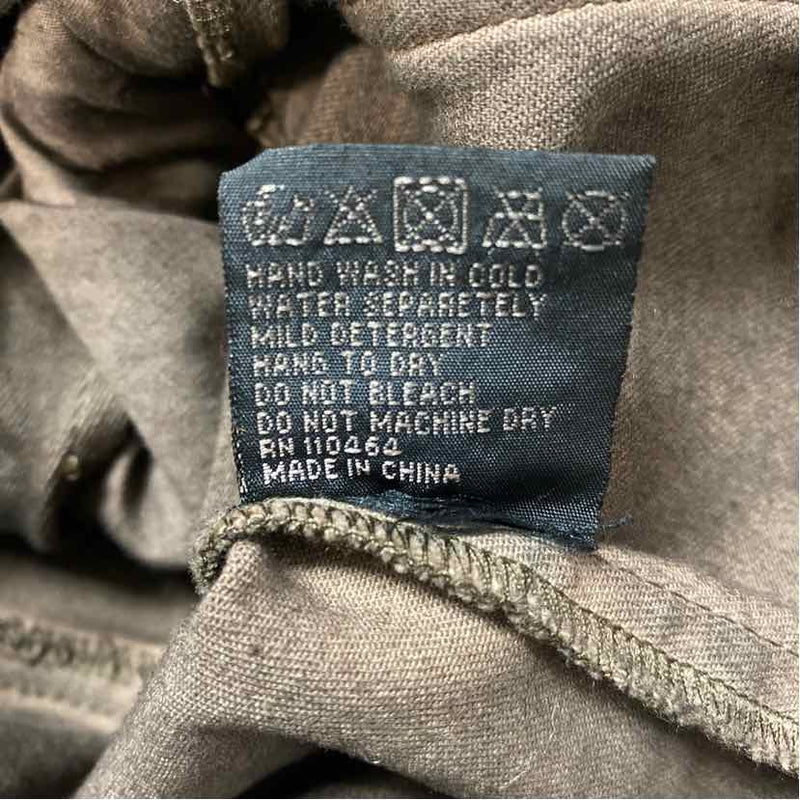 HAND WASH IN COLD
WATER SEPARETELY
MILD DETERGENT
HANG TO DRY
DO NOT BLEACH
DO NOT MACHINE DRY
RN 110464
MADE IN CHINA